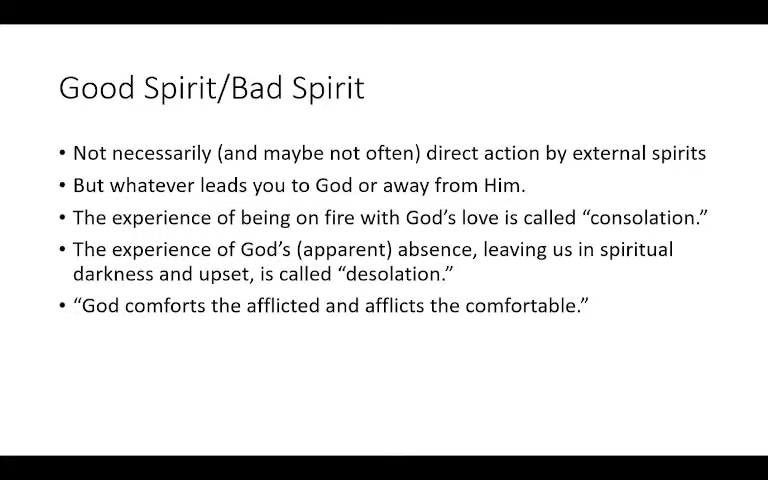 Good Spirit/Bad Spirit
• Not necessarily (and maybe not often) direct action by external spirits
• But whatever leads you to God or away from Him.
• The experience of being on fire with God’s love is called “consolation.”
• The experience of God’s (apparent) absence, leaving us in spiritual
darkness and upset, is called “desolation.”
• “God comforts the afflicted and afflicts the comfortable.”